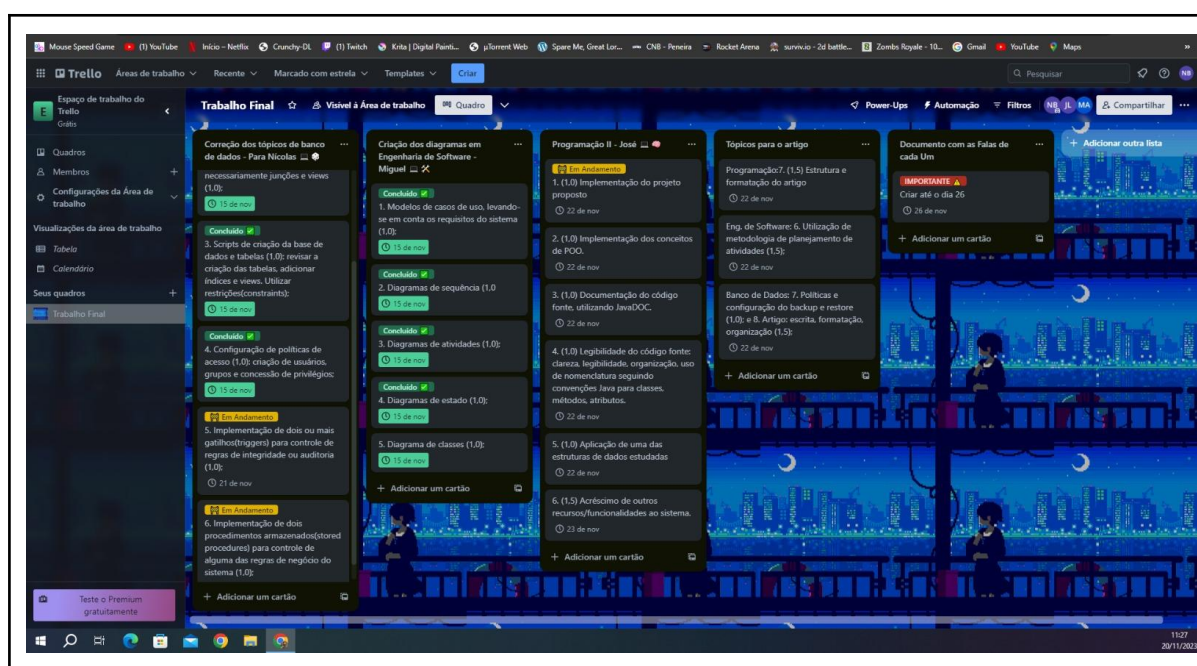 Mouse Speed Game
(1) YouTube
Início – Netflix
Crunchy-DL
(1) Twitch
Krita | Digital Painti...
µTorrent Web
Spare Me, Great Lor...
CNB - Peneira
Rocket Arena
surviv.io - 2d battle...
Zombs Royale - 10...
Gmail
YouTube
Maps
»
Trello
Áreas de trabalho
Recente
Marcado com estrela
Templates
Criar
Pesquisar
NB
E
Espaço de trabalho do
Trello
Grátis
Quadros
Membros
Configurações da Área de
trabalho
Visualizações da área de trabalho
Tabela
Calendário
Seus quadros
Trabalho Final
Teste o Premium
gratuitamente
Trabalho Final
Visível à Área de trabalho
Quadro
Power-Ups
Automação
Filtros
NB
JL
MA
Compartilhar
Correção dos tópicos de banco
de dados - Para Nicolas
necessariamente junções e views
(1,0);
15 de nov
Concluído
3. Scripts de criação da base de
dados e tabelas (1,0): revisar a
criação das tabelas, adicionar
índices e views. Utilizar
restrições(constraints);
15 de nov
Concluído
4. Configuração de políticas de
acesso (1,0): criação de usuários,
grupos e concessão de privilégios;
15 de nov
Em Andamento
5. Implementação de dois ou mais
gatilhos(triggers) para controle de
regras de integridade ou auditoria
(1,0);
21 de nov
Em Andamento
6. Implementação de dois
procedimentos armazenados(stored
procedures) para controle de
alguma das regras de negócio do
sistema (1,0);
+ Adicionar um cartão
Criação dos diagramas em
Engenharia de Software -
Miguel
Concluído
1. Modelos de casos de uso, levando-
se em conta os requisitos do sistema
(1,0);
15 de nov
Concluído
2. Diagramas de sequência (1,0
15 de nov
Concluído
3. Diagramas de atividades (1,0);
15 de nov
Concluído
4. Diagramas de estado (1,0);
15 de nov
5. Diagrama de classes (1,0);
15 de nov
+ Adicionar um cartão
Programação II - José
Em Andamento
1. (1,0) Implementação do projeto
proposto
22 de nov
2. (1,0) Implementação dos conceitos
de POO.
22 de nov
3. (1,0) Documentação do código
fonte, utilizando JavaDOC.
22 de nov
4. (1,0) Legibilidade do código fonte:
clareza, legibilidade, organização, uso
de nomenclatura seguindo
convenções Java para classes,
métodos, atributos.
22 de nov
5. (1,0) Aplicação de uma das
estruturas de dados estudadas
22 de nov
6. (1,5) Acréscimo de outros
recursos/funcionalidades ao sistema.
23 de nov
+ Adicionar um cartão
Tópicos para o artigo
Programação:7. (1,5) Estrutura e
formatação do artigo
22 de nov
Eng. de Software: 6. Utilização de
metodologia de planejamento de
atividades (1,5);
22 de nov
Banco de Dados: 7. Políticas e
configuração do backup e restore
(1,0); e 8. Artigo: escrita, formatação,
organização (1,5);
22 de nov
+ Adicionar um cartão
Documento com as Falas de
cada Um
IMPORTANTE
Criar até o dia 26
26 de nov
+ Adicionar um cartão
+ Adicionar outra lista
11:27
20/11/2023